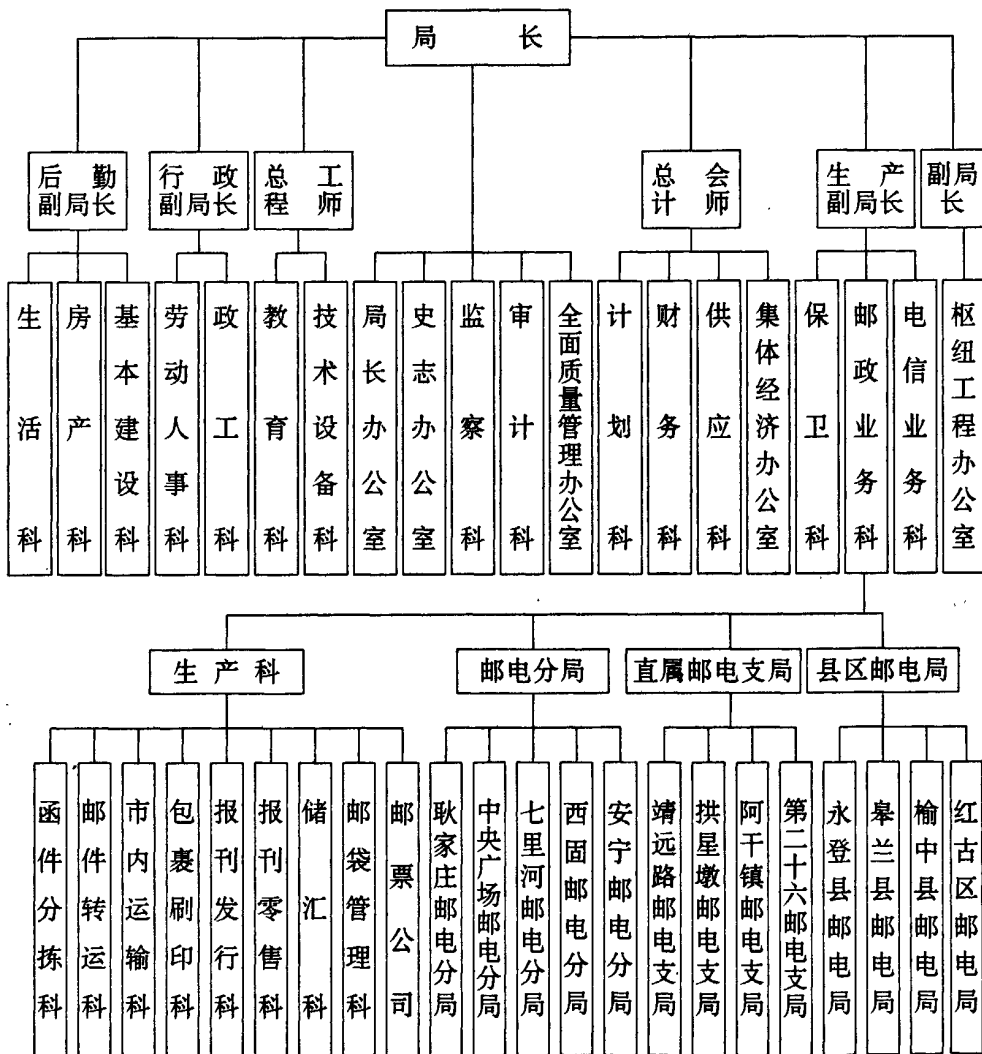 局长
后勤
副局长
行政
副局长
总工
程师
总会
计师
生产
副局长
副局
长
生活科
房产科
基本建设科
劳动人事科
政工科
教育科
技术设备科
局长办公室
史志办公室
监察科
审计科
全面质量管理办公室
计划科
财务科
供应科
集体经济办公室
保卫科
邮政业务科
电信业务科
枢纽工程办公室
生产科
邮电分局
直属邮电支局
县区邮电局
函件分拣科
邮件转运科
市内运输科
包裹刷印科
报刊发行科
报刊零售科
储汇科
邮袋管理科
邮票公司
耿家庄邮电分局
中央广场邮电分局
七里河邮电分局
西固邮电分局
安宁邮电分局
靖远路邮电支局
拱星墩邮电支局
阿干镇邮电支局
第二十六邮电支局
永登县邮电局
皋兰县邮电局
榆中县邮电局
红古区邮电局